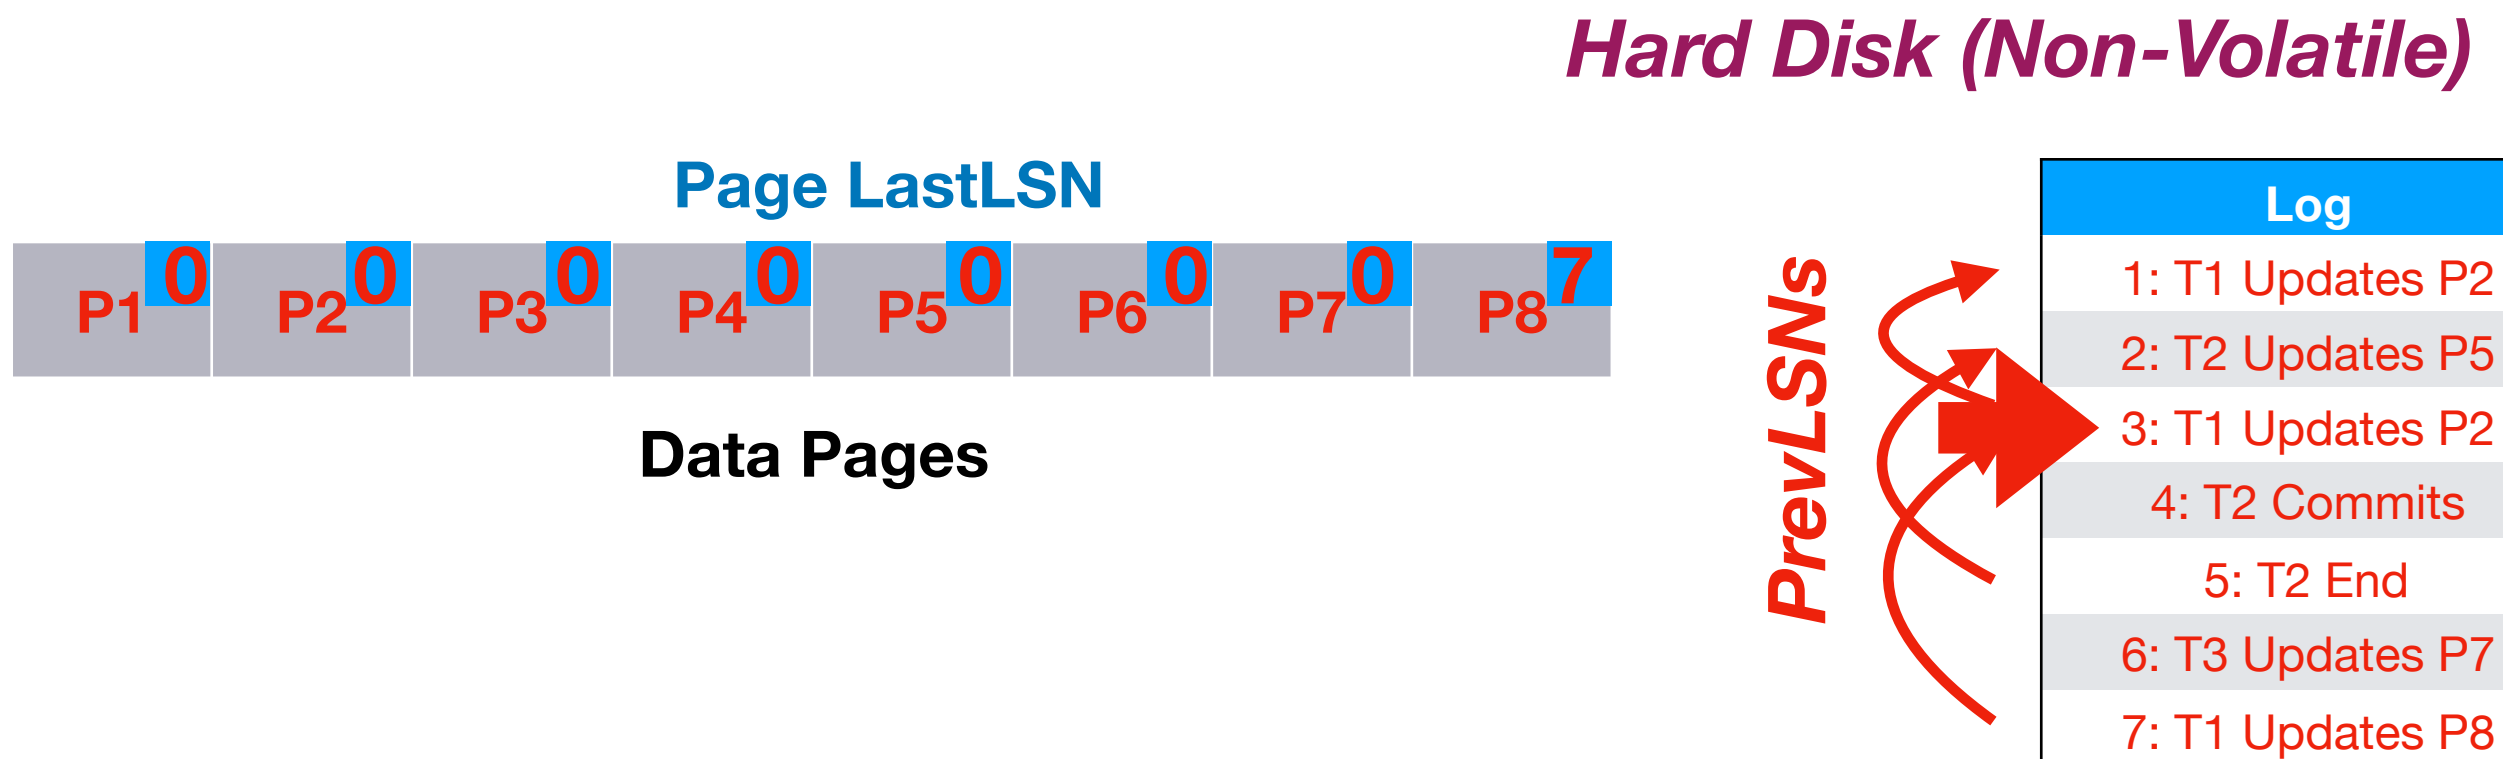 Hard Disk (Non-Volatile)
Page LastLSN
0 0 0 0 0 0 0 7
P1 P2 P3 P4 P5 P6 P7 P8
Data Pages
PrevLSNs
Log
1: T1 Updates P2
2: T2 Updates P5
3: T1 Updates P2
4: T2 Commits
5: T2 End
6: T3 Updates P7
7: T1 Updates P8